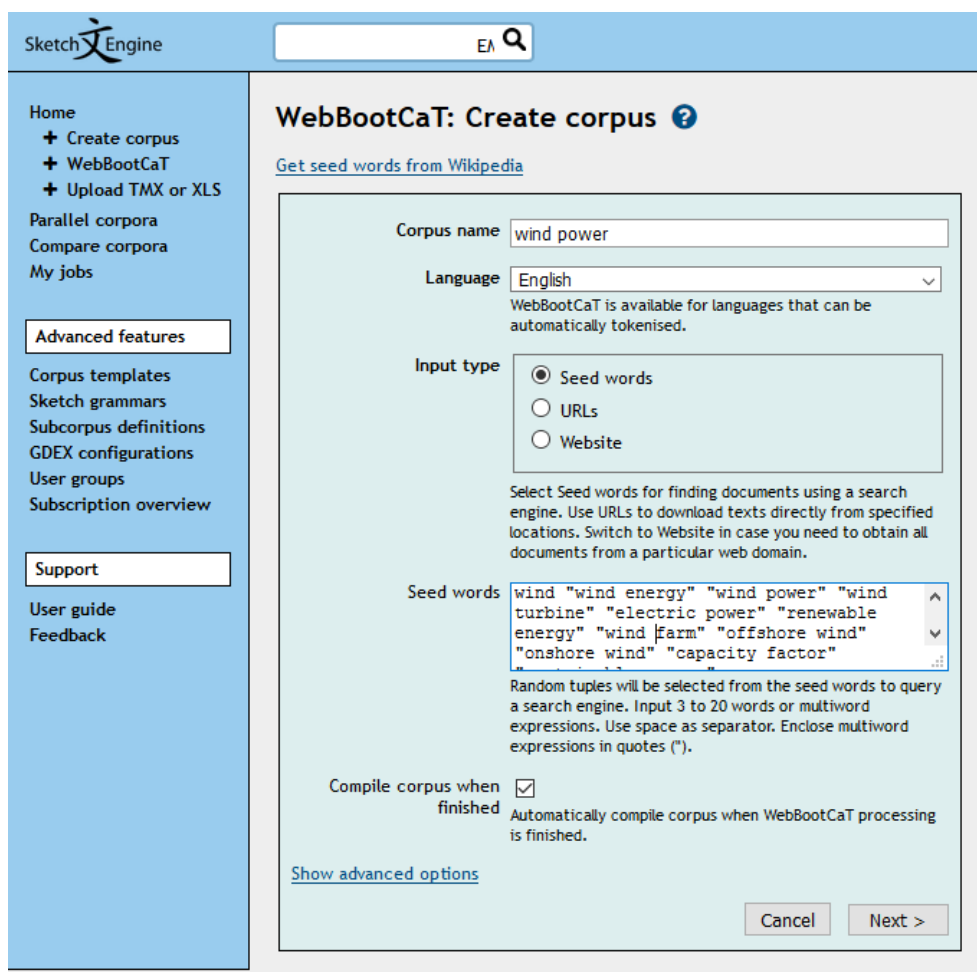 Sketch Engine
Home
+ Create corpus
+ WebBootCaT
+ Upload TMX or XLS
Parallel corpora
Compare corpora
My jobs
Advanced features
Corpus templates
Sketch grammars
Subcorpus definitions
GDEX configurations
User groups
Subscription overview
Support
User guide
Feedback
WebBootCaT: Create corpus ?
Get seed words from Wikipedia
Corpus name wind power
Language English
WebBootCaT is available for languages that can be
automatically tokenised.
Input type
Seed words
URLs
Website
Select Seed words for finding documents using a search
engine. Use URLs to download texts directly from specified
locations. Switch to Website in case you need to obtain all
documents from a particular web domain.
Seed words wind "wind energy" "wind power" "wind
turbine" "electric power" "renewable
energy" "wind farm" "offshore wind"
"onshore wind" "capacity factor"
Random tuples will be selected from the seed words to query
a search engine. Input 3 to 20 words or multiword
expressions. Use space as separator. Enclose multiword
expressions in quotes (").
Compile corpus when
finished
Automatically compile corpus when WebBootCaT processing
is finished.
Show advanced options
Cancel
Next >